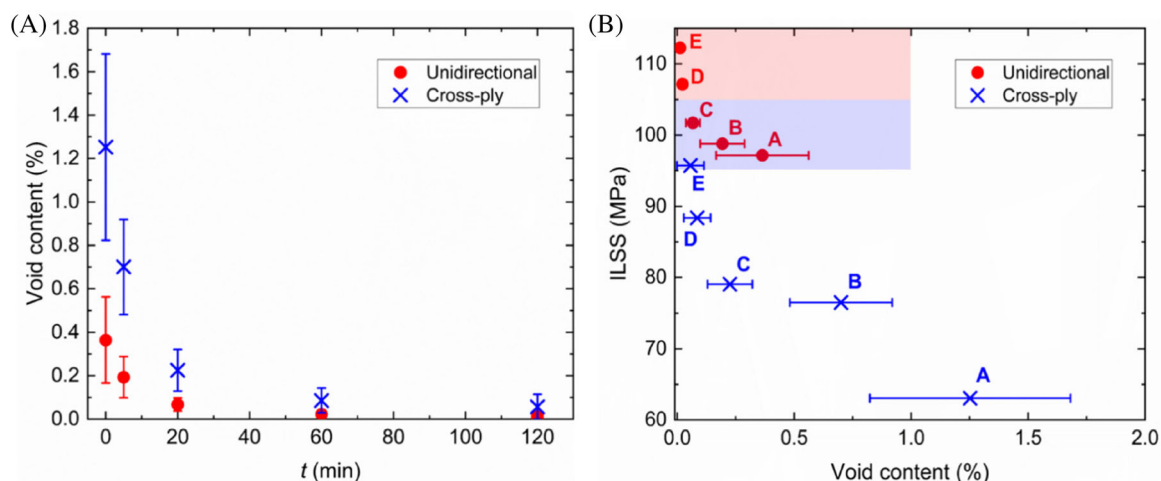 (A)
1.8
1.6
1.4
1.2
1.0
0.8
0.6
0.4
0.2
0.0
Void content (%)
Unidirectional
Cross-ply
0 20 40 60 80 100 120
t (min)
(B)
110
100
90
80
70
60
ILSS (MPa)
E
D
C
B
A
Unidirectional
Cross-ply
E
D
C
B
A
0.0 0.5 1.0 1.5 2.0
Void content (%)